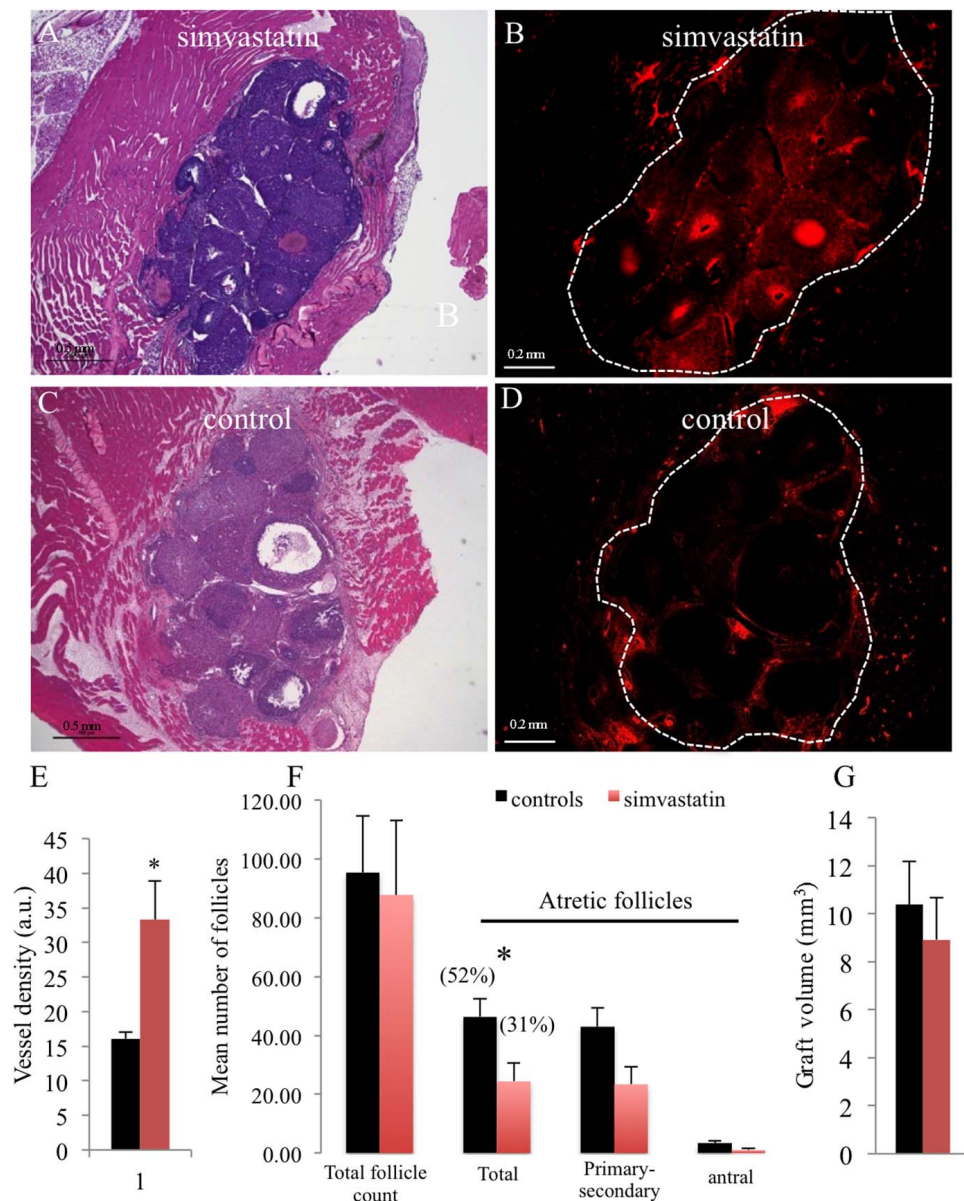 A
simvastatin
B
0.5 mm
B
simvastatin
0.2 mm
C
control
0.5 mm
D
control
0.2 mm
E
Vessel density (a.u.)
45
40
35
30
25
20
15
10
5
0
*
1
F
controls
simvastatin
Mean number of follicles
120.00
100.00
80.00
60.00
40.00
20.00
0.00
Atretic follicles
*
(52%)
(31%)
Total follicle
count
Total
Primary-
secondary
antral
G
Graft volume (mm³)
14
12
10
8
6
4
2
0